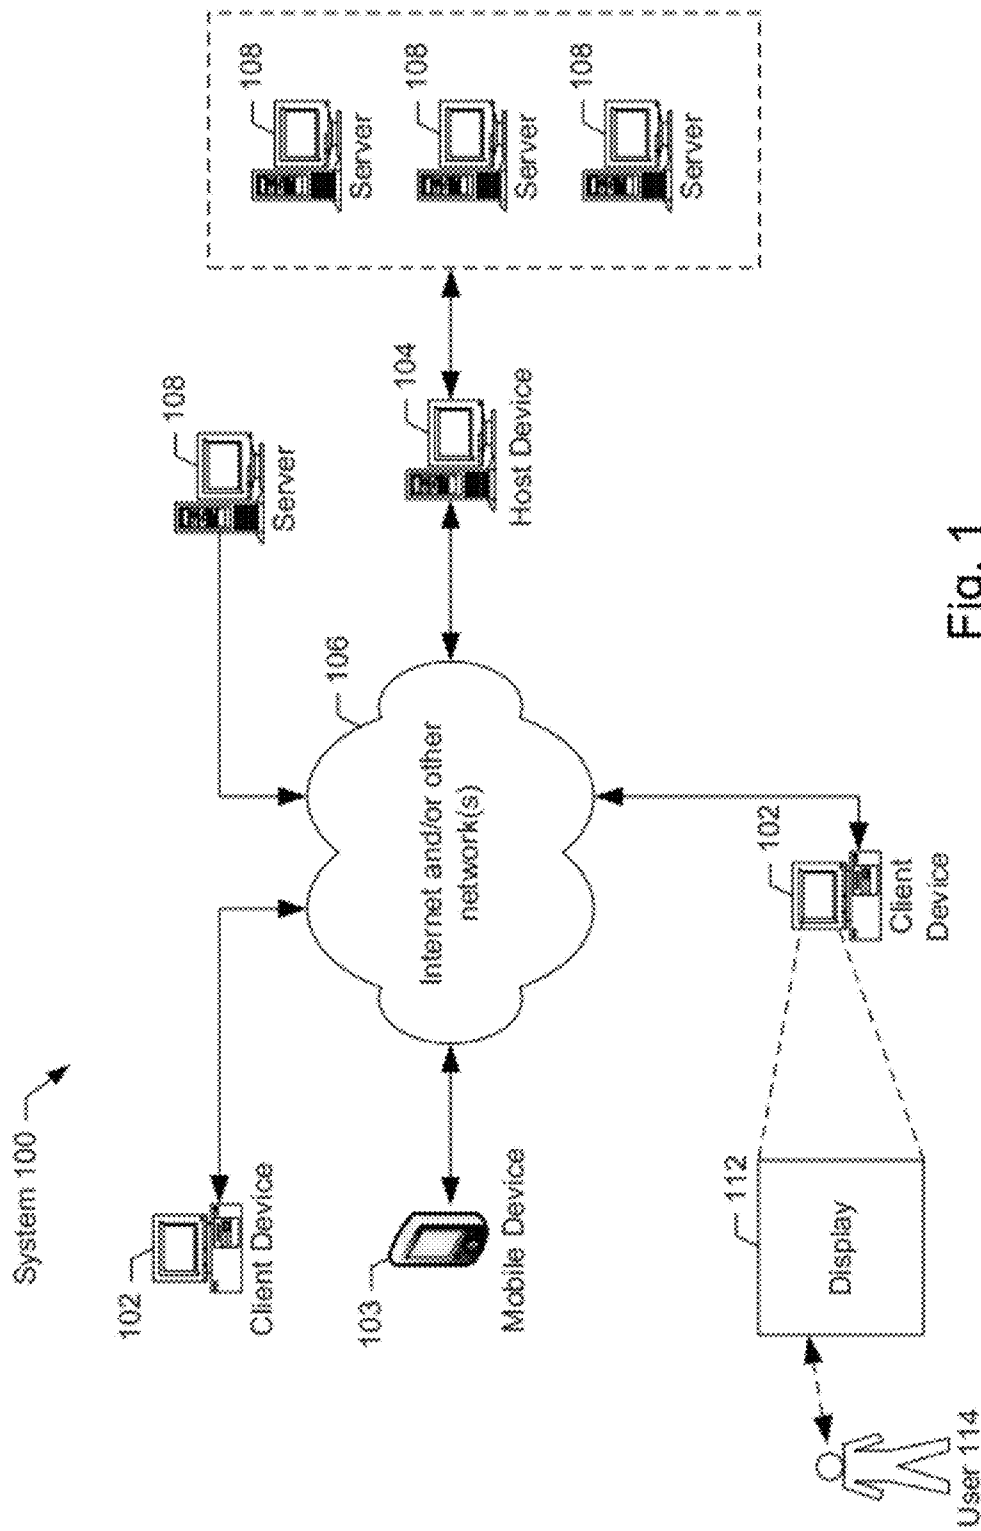 System 100
102
Client Device
103
Mobile Device
106
Internet and/or other
network(s)
108
Server
104
Host Device
108
Server
108
Server
108
Server
102
Client
Device
112
Display
User 114
Fig. 1